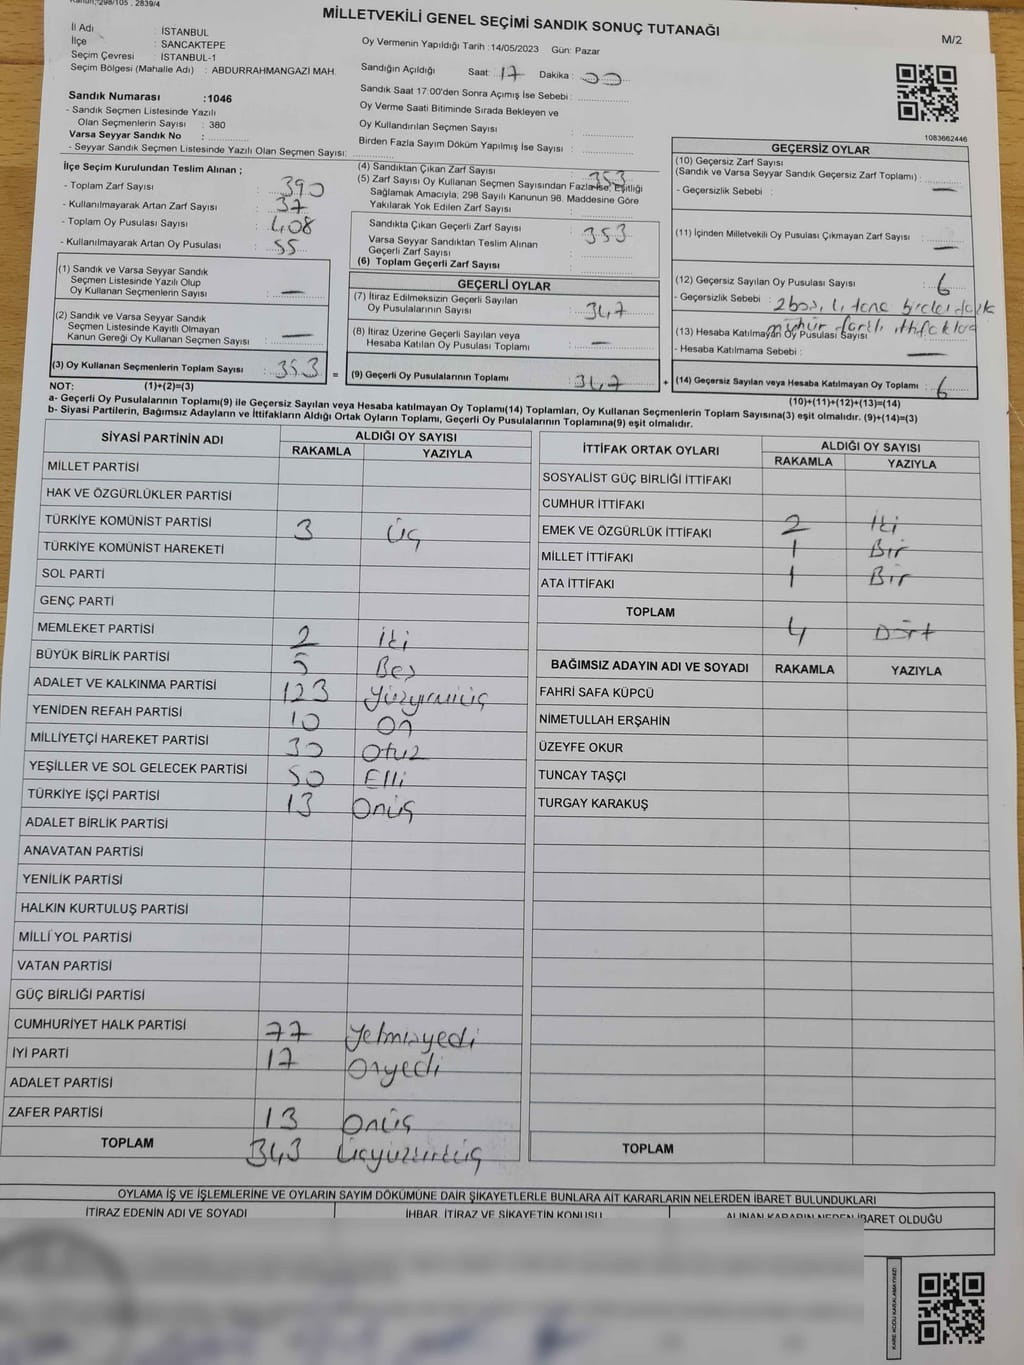 Kanun,:298/105 , 2839/4
MİLLETVEKİLİ GENEL SEÇİMİ SANDIK SONUÇ TUTANAĞI
M/2
İl Adı : İSTANBUL
İlçe : SANCAKTEPE
Seçim Çevresi : İSTANBUL-1
Seçim Bölgesi (Mahalle Adı) : ABDURRAHMANGAZİ MAH.
Oy Vermenin Yapıldığı Tarih :14/05/2023 Gün: Pazar
Sandığın Açıldığı Saat: 17 Dakika : 00
Sandık Saat 17:00'den Sonra Açımış İse Sebebi :
Oy Verme Saati Bitiminde Sırada Bekleyen ve
Oy Kullandırılan Seçmen Sayısı :
Birden Fazla Sayım Döküm Yapılmış İse Sayısı :
Sandık Numarası :1046
- Sandık Seçmen Listesinde Yazılı
Olan Seçmenlerin Sayısı : 380
Varsa Seyyar Sandık No :
- Seyyar Sandık Seçmen Listesinde Yazılı Olan Seçmen Sayısı:
1083662446
İlçe Seçim Kurulundan Teslim Alınan ;
- Toplam Zarf Sayısı : 390
- Kullanılmayarak Artan Zarf Sayısı : 37
- Toplam Oy Pusulası Sayısı : 408
- Kullanılmayarak Artan Oy Pusulası : 55
(1) Sandık ve Varsa Seyyar Sandık
Seçmen Listesinde Yazılı Olup
Oy Kullanan Seçmenlerin Sayısı : —
(2) Sandık ve Varsa Seyyar Sandık
Seçmen Listesinde Kayıtlı Olmayan
Kanun Gereği Oy Kullanan Seçmen Sayısı : —
(3) Oy Kullanan Seçmenlerin Toplam Sayısı : 353 =
(4) Sandıktan Çıkan Zarf Sayısı : 353
(5) Zarf Sayısı Oy Kullanan Seçmen Sayısından Fazla İse, Eşitliği
Sağlamak Amacıyla; 298 Sayılı Kanunun 98. Maddesine Göre
Yakılarak Yok Edilen Zarf Sayısı :
Sandıkta Çıkan Geçerli Zarf Sayısı : 353
Varsa Seyyar Sandıktan Teslim Alınan
Geçerli Zarf Sayısı :
(6) Toplam Geçerli Zarf Sayısı :
GEÇERLİ OYLAR
(7) İtiraz Edilmeksizin Geçerli Sayılan
Oy Pusulalarının Sayısı : 347
(8) İtiraz Üzerine Geçerli Sayılan veya
Hesaba Katılan Oy Pusulası Toplamı : —
(9) Geçerli Oy Pusulalarının Toplamı : 347 +
GEÇERSİZ OYLAR
(10) Geçersiz Zarf Sayısı
(Sandık ve Varsa Seyyar Sandık Geçersiz Zarf Toplamı) :
- Geçersizlik Sebebi : —
(11) İçinden Milletvekili Oy Pusulası Çıkmayan Zarf Sayısı : —
(12) Geçersiz Sayılan Oy Pusulası Sayısı : 6
- Geçersizlik Sebebi : 2 boş, 4 tane birden fazla
mühür farklı ittifaklara
(13) Hesaba Katılmayan Oy Pusulası Sayısı :
- Hesaba Katılmama Sebebi : —
(14) Geçersiz Sayılan veya Hesaba Katılmayan Oy Toplamı : 6
NOT: (1)+(2)=(3)
(10)+(11)+(12)+(13)=(14)
a- Geçerli Oy Pusulalarının Toplamı(9) ile Geçersiz Sayılan veya Hesaba katılmayan Oy Toplamı(14) Toplamları, Oy Kullanan Seçmenlerin Toplam Sayısına(3) eşit olmalıdır. (9)+(14)=(3)
b- Siyasi Partilerin, Bağımsız Adayların ve İttifakların Aldığı Ortak Oyların Toplamı, Geçerli Oy Pusulalarının Toplamına(9) eşit olmalıdır.
SİYASİ PARTİNİN ADI
ALDIĞI OY SAYISI
RAKAMLA YAZIYLA
MİLLET PARTİSİ
HAK VE ÖZGÜRLÜKLER PARTİSİ
TÜRKİYE KOMÜNİST PARTİSİ 3 Üç
TÜRKİYE KOMÜNİST HAREKETİ
SOL PARTİ
GENÇ PARTİ
MEMLEKET PARTİSİ 2 İki
BÜYÜK BİRLİK PARTİSİ 5 Beş
ADALET VE KALKINMA PARTİSİ 123 Yüzyirmiüç
YENİDEN REFAH PARTİSİ 10 On
MİLLİYETÇİ HAREKET PARTİSİ 30 Otuz
YEŞİLLER VE SOL GELECEK PARTİSİ 50 Elli
TÜRKİYE İŞÇİ PARTİSİ 13 Onüç
ADALET BİRLİK PARTİSİ
ANAVATAN PARTİSİ
YENİLİK PARTİSİ
HALKIN KURTULUŞ PARTİSİ
MİLLİ YOL PARTİSİ
VATAN PARTİSİ
GÜÇ BİRLİĞİ PARTİSİ
CUMHURİYET HALK PARTİSİ 77 Yetmişyedi
İYİ PARTİ 17 Onyedi
ADALET PARTİSİ
ZAFER PARTİSİ 13 Onüç
TOPLAM 343 Üçyüzkırküç
İTTİFAK ORTAK OYLARI
ALDIĞI OY SAYISI
RAKAMLA YAZIYLA
SOSYALİST GÜÇ BİRLİĞİ İTTİFAKI
CUMHUR İTTİFAKI 2 İki
EMEK VE ÖZGÜRLÜK İTTİFAKI 1 Bir
MİLLET İTTİFAKI 1 Bir
ATA İTTİFAKI
TOPLAM 4 Dört
BAĞIMSIZ ADAYIN ADI VE SOYADI RAKAMLA YAZIYLA
FAHRİ SAFA KÜPCÜ
NİMETULLAH ERŞAHİN
ÜZEYFE OKUR
TUNCAY TAŞÇI
TURGAY KARAKUŞ
TOPLAM
OYLAMA İŞ VE İŞLEMLERİNE VE OYLARIN SAYIM DÖKÜMÜNE DAİR ŞİKAYETLERLE BUNLARA AİT KARARLARIN NELERDEN İBARET BULUNDUKLARI
İTİRAZ EDENİN ADI VE SOYADI İHBAR, İTİRAZ VE ŞİKAYETİN KONUSU ALINAN KARARIN NEDEN İBARET OLDUĞU
KARE KODU KARALAMAYINIZ!